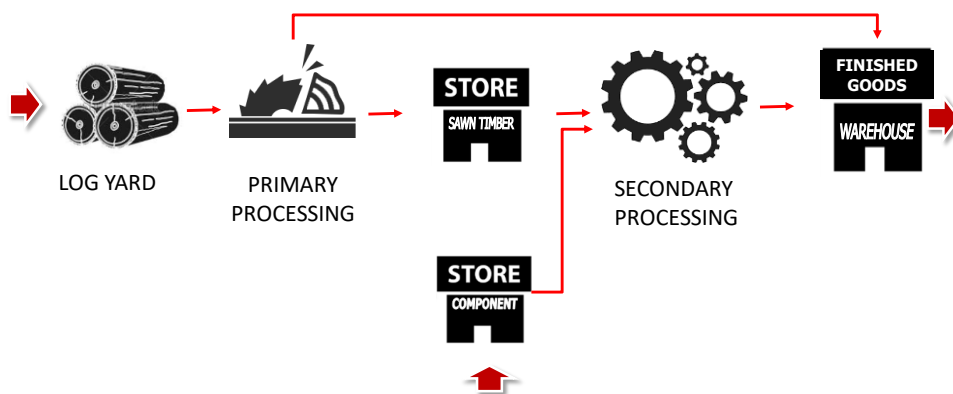 STORE
SAWN TIMBER
FINISHED
GOODS
WAREHOUSE
LOG YARD
PRIMARY
PROCESSING
SECONDARY
PROCESSING
STORE
COMPONENT